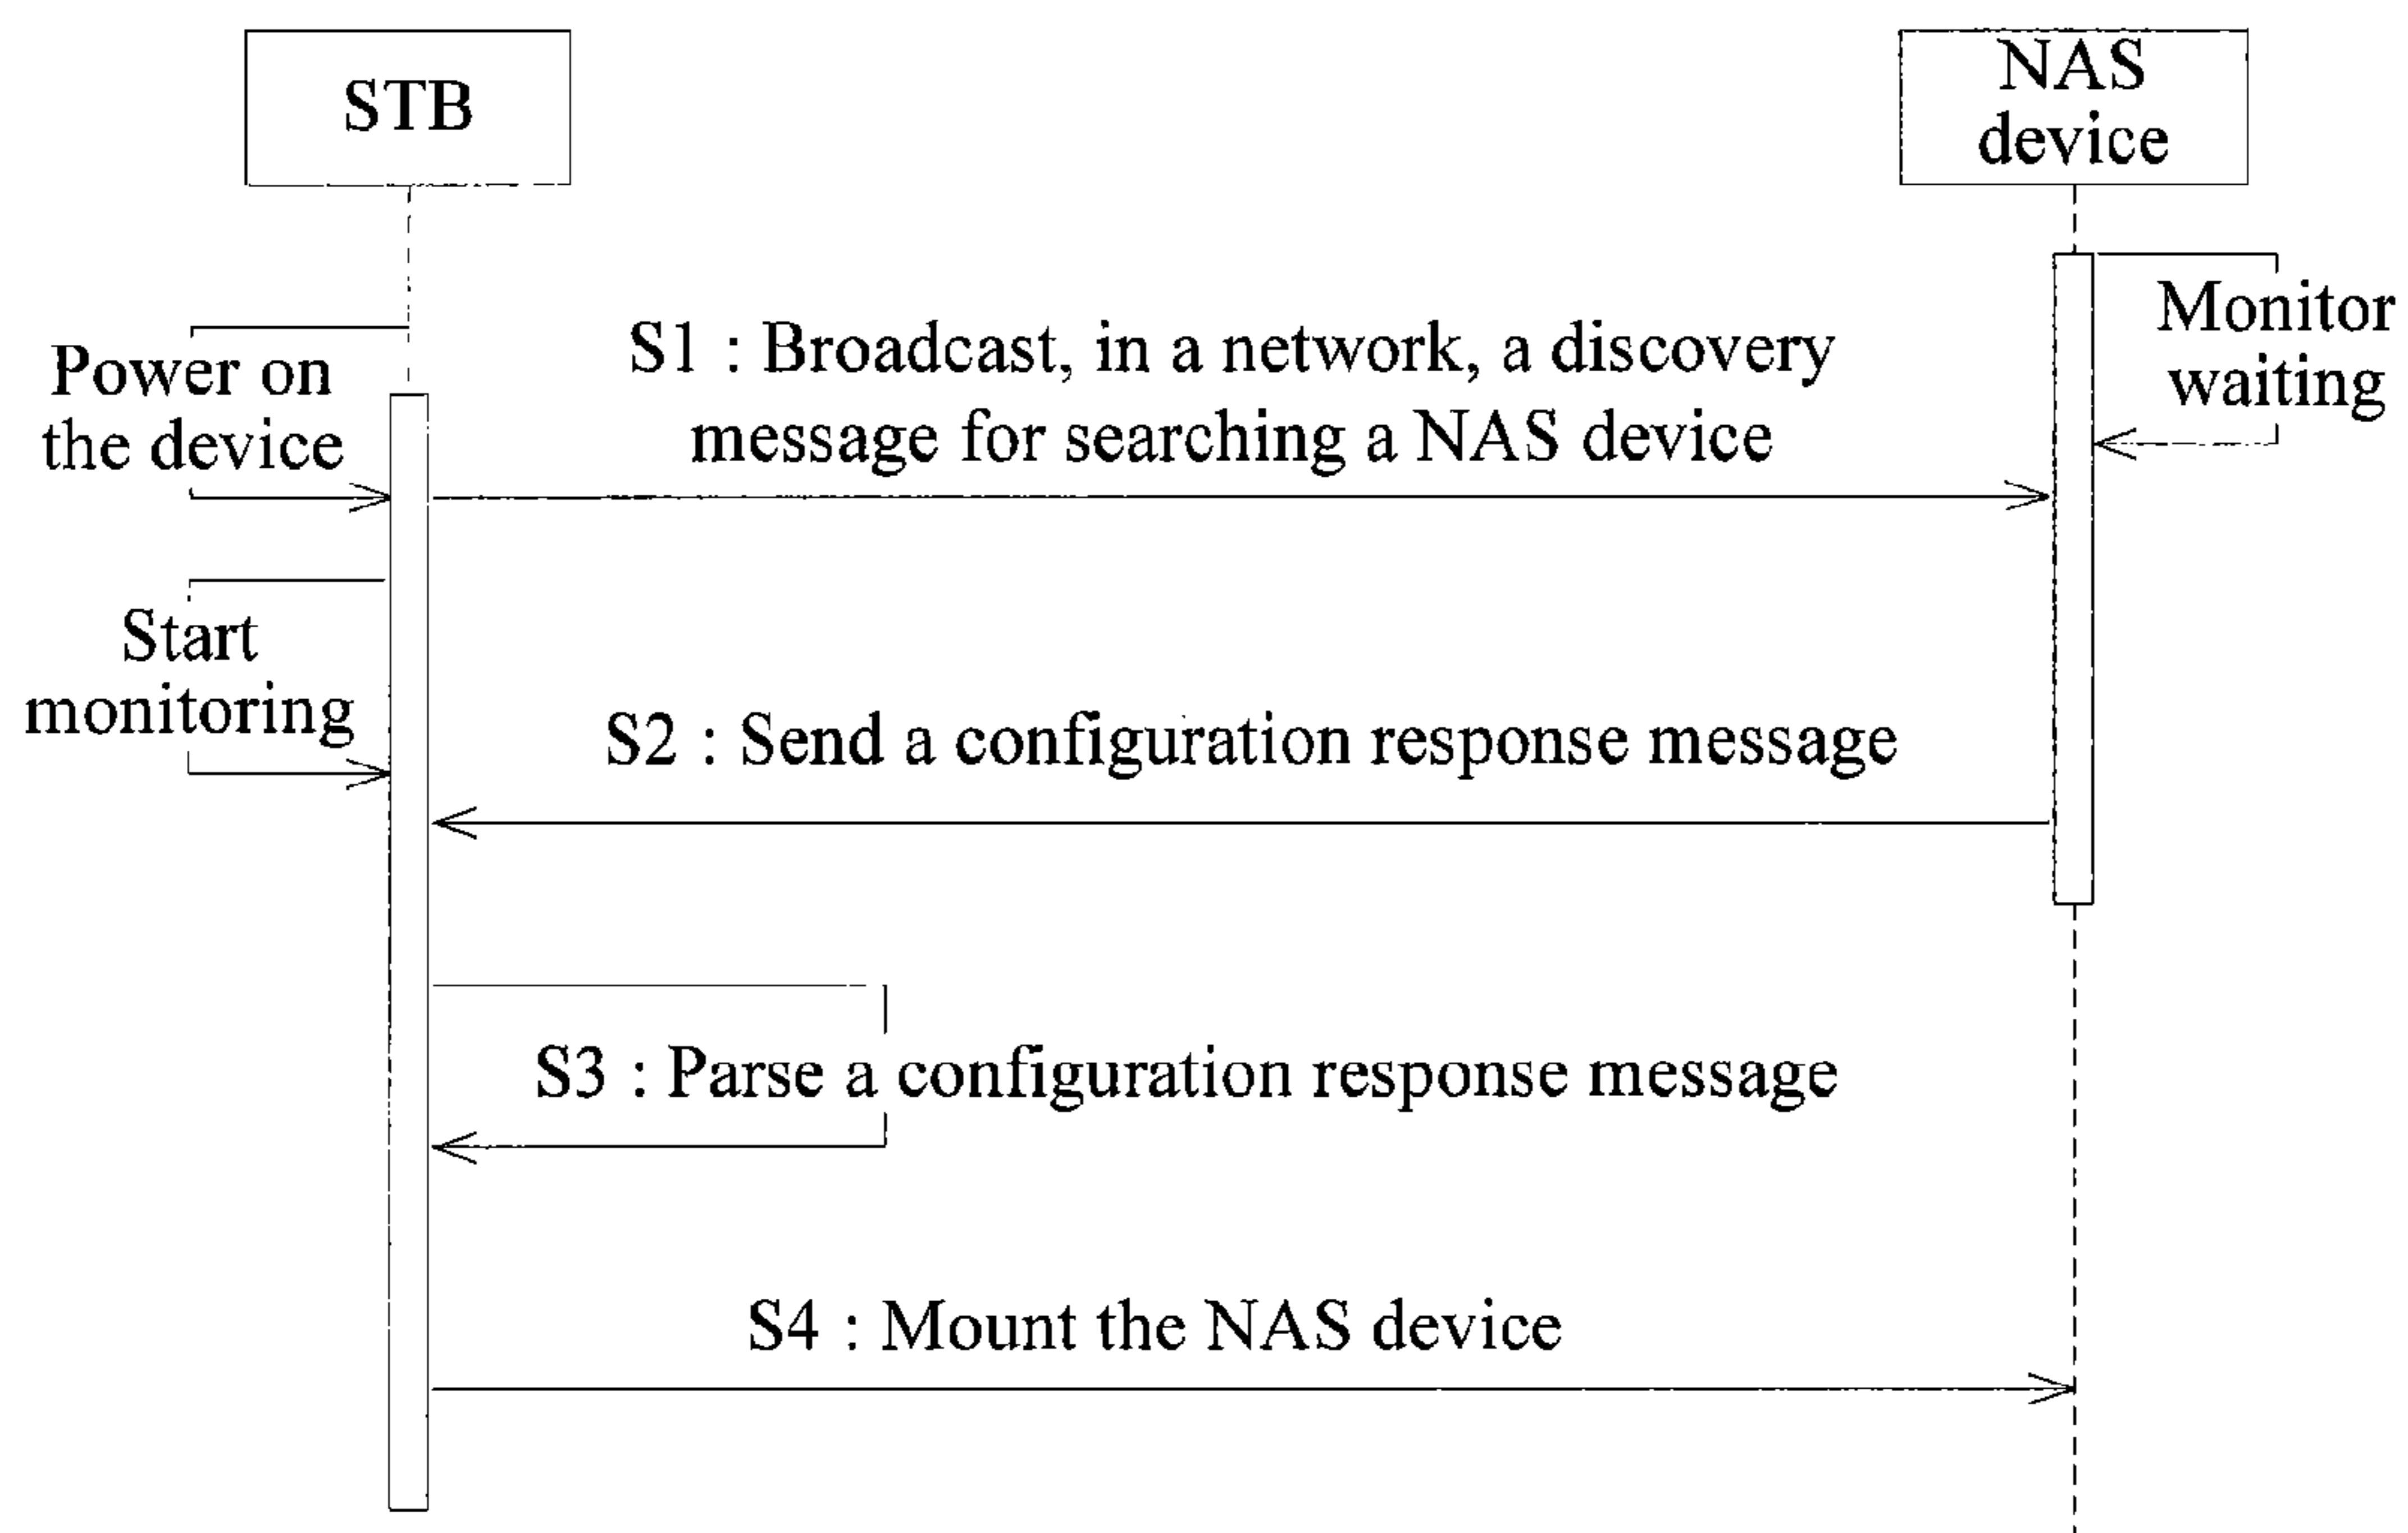 STB
NAS
device
Monitor
waiting
Power on
the device
S1 : Broadcast, in a network, a discovery
message for searching a NAS device
Start
monitoring
S2 : Send a configuration response message
S3 : Parse a configuration response message
S4 : Mount the NAS device